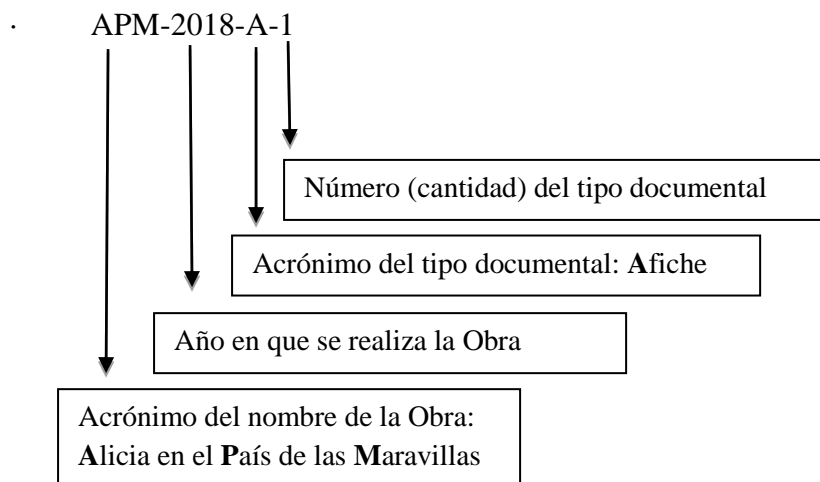 · APM-2018-A-1
Número (cantidad) del tipo documental
Acrónimo del tipo documental: Afiche
Año en que se realiza la Obra
Acrónimo del nombre de la Obra:
Alicia en el País de las Maravillas